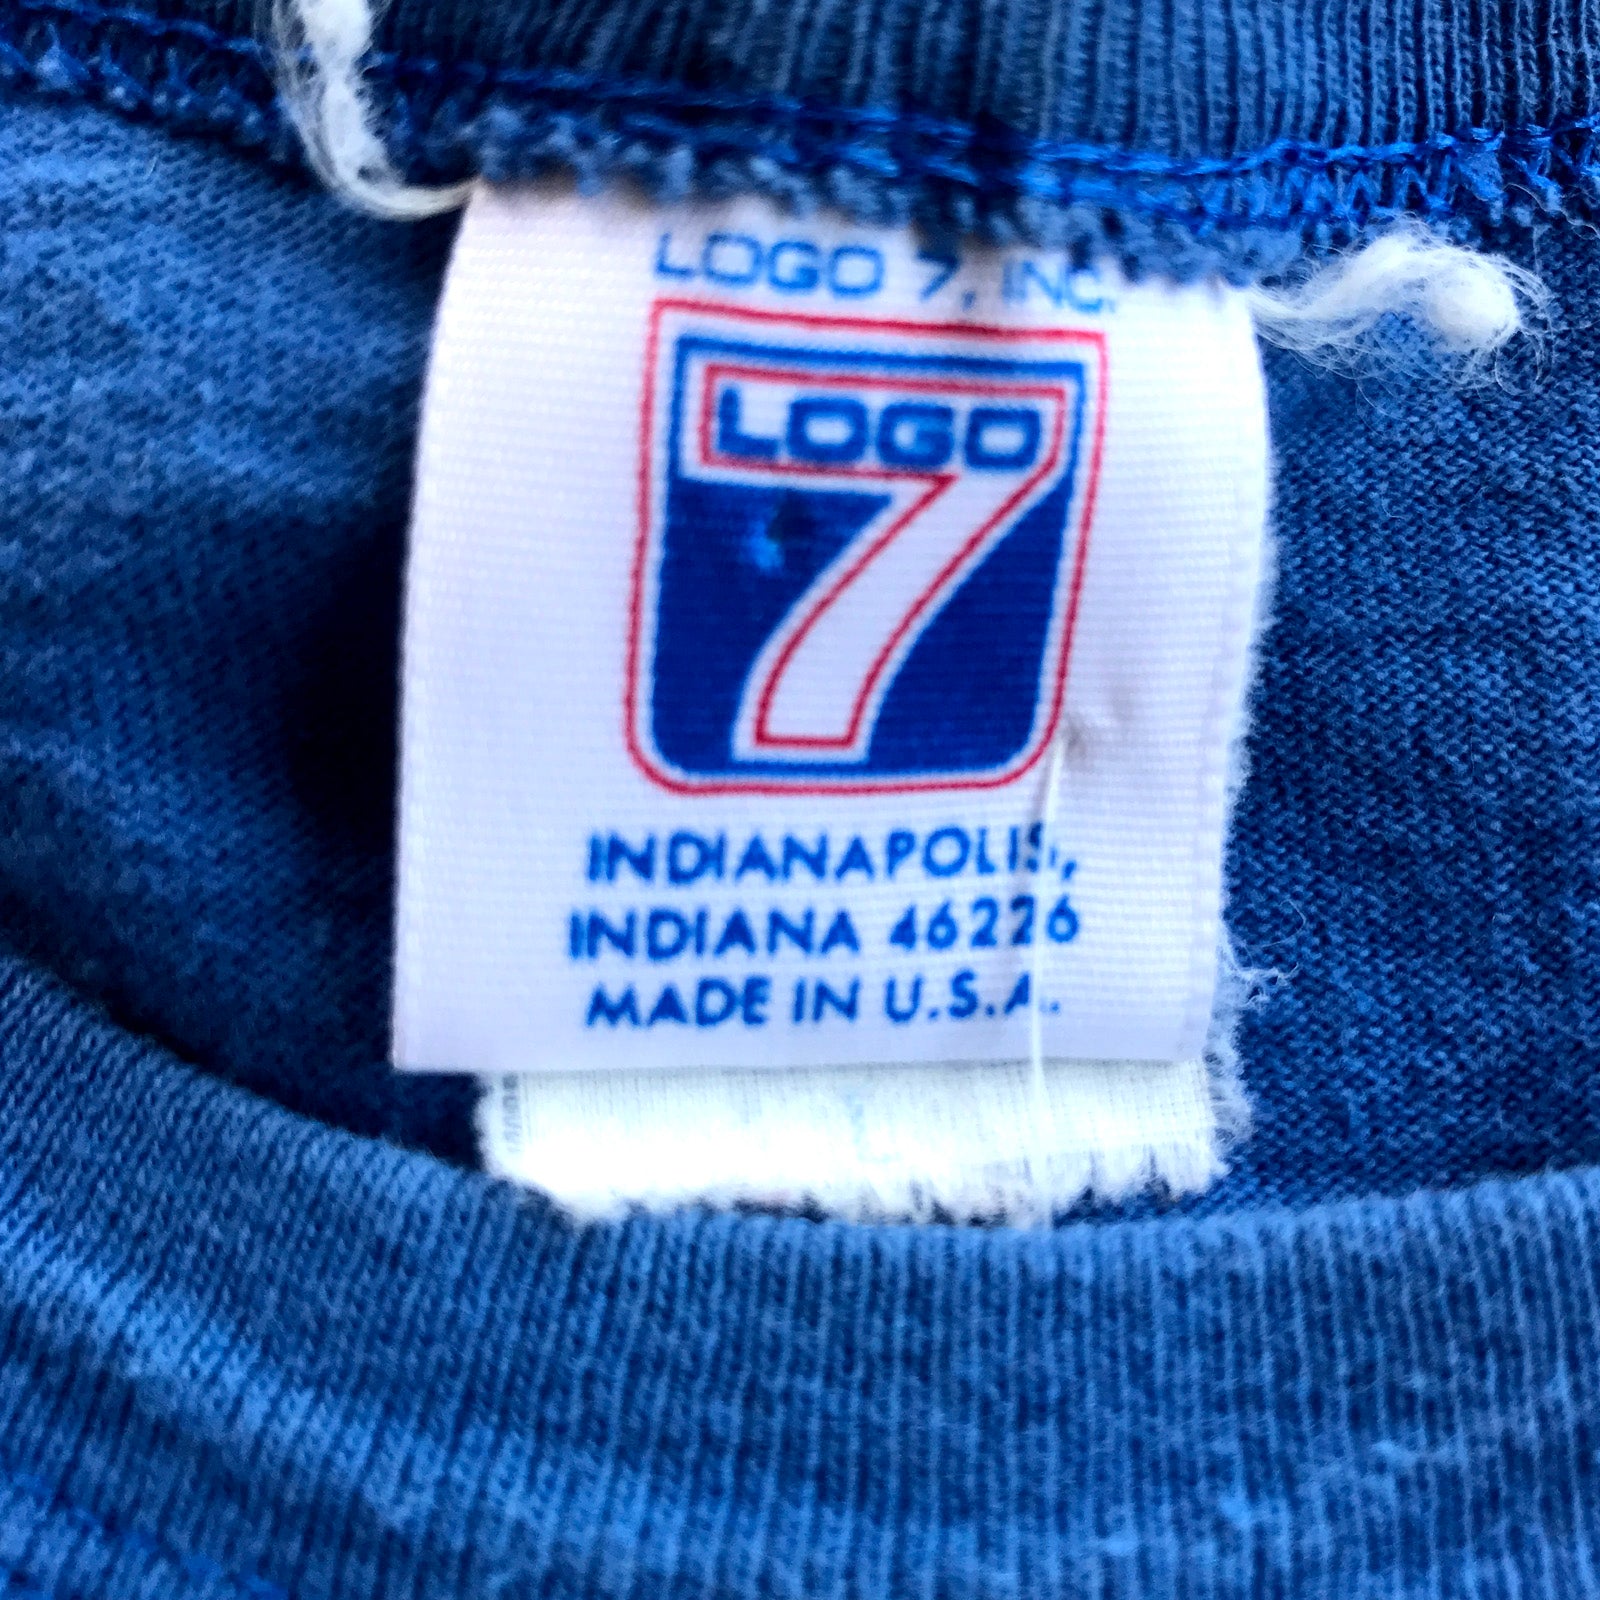 LOGO 7, INC.
LOGO
7
INDIANAPOLIS,
INDIANA 46226
MADE IN U.S.A.